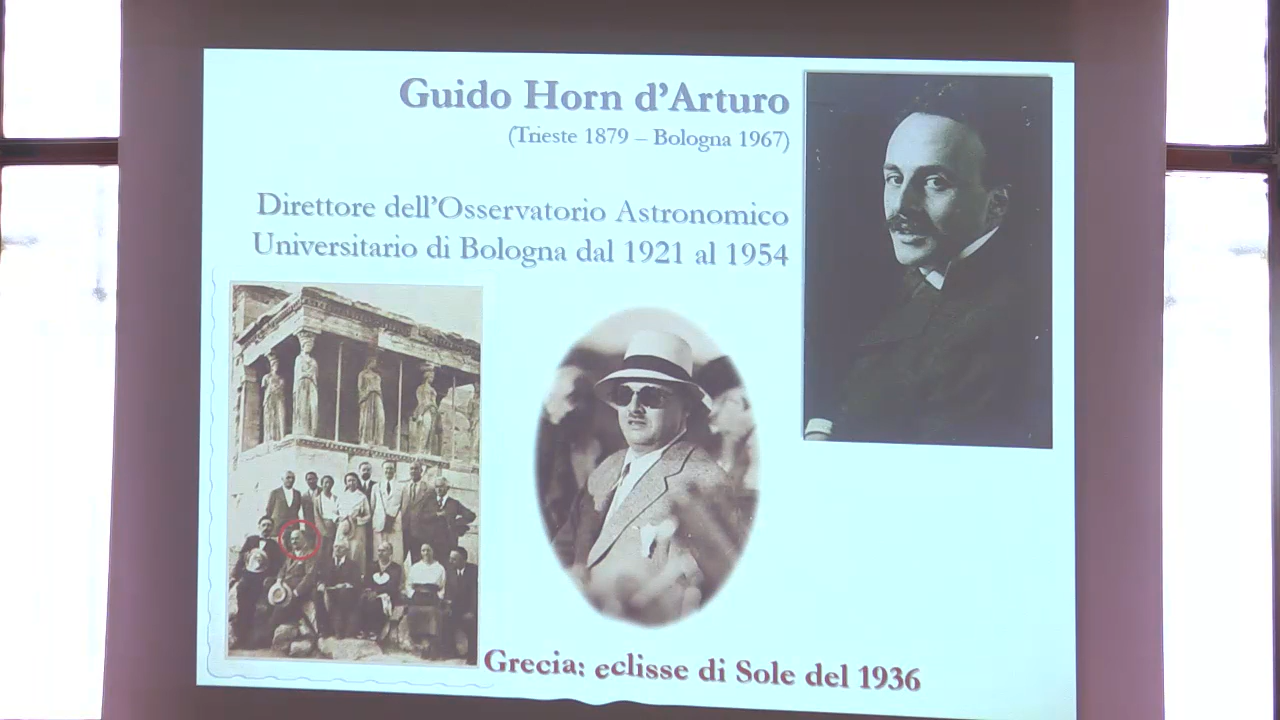 Guido Horn d'Arturo
(Trieste 1879 – Bologna 1967)
Direttore dell'Osservatorio Astronomico
Universitario di Bologna dal 1921 al 1954
Grecia: eclisse di Sole del 1936